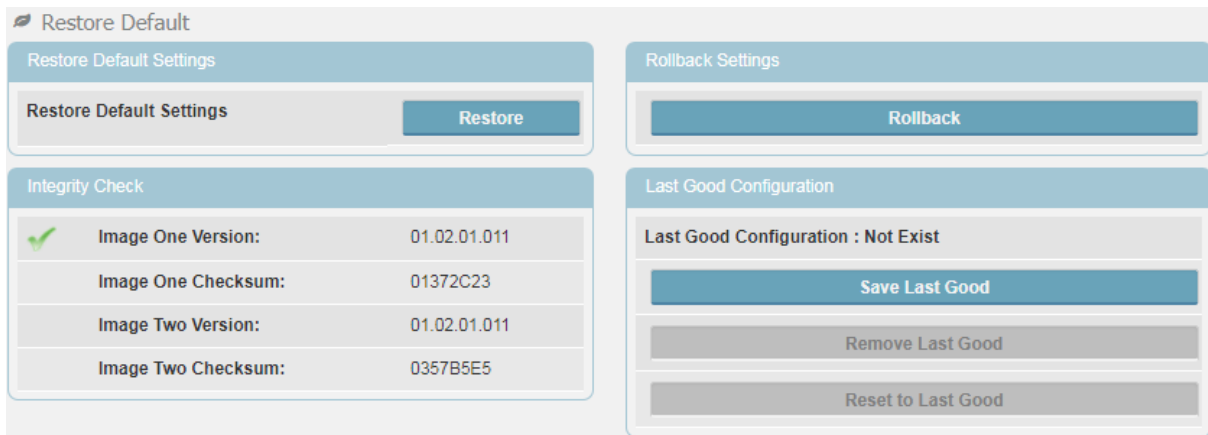 Restore Default
Restore Default Settings
Restore Default Settings Restore
Integrity Check
Image One Version: 01.02.01.011
Image One Checksum: 01372C23
Image Two Version: 01.02.01.011
Image Two Checksum: 0357B5E5
Rollback Settings
Rollback
Last Good Configuration
Last Good Configuration : Not Exist
Save Last Good
Remove Last Good
Reset to Last Good